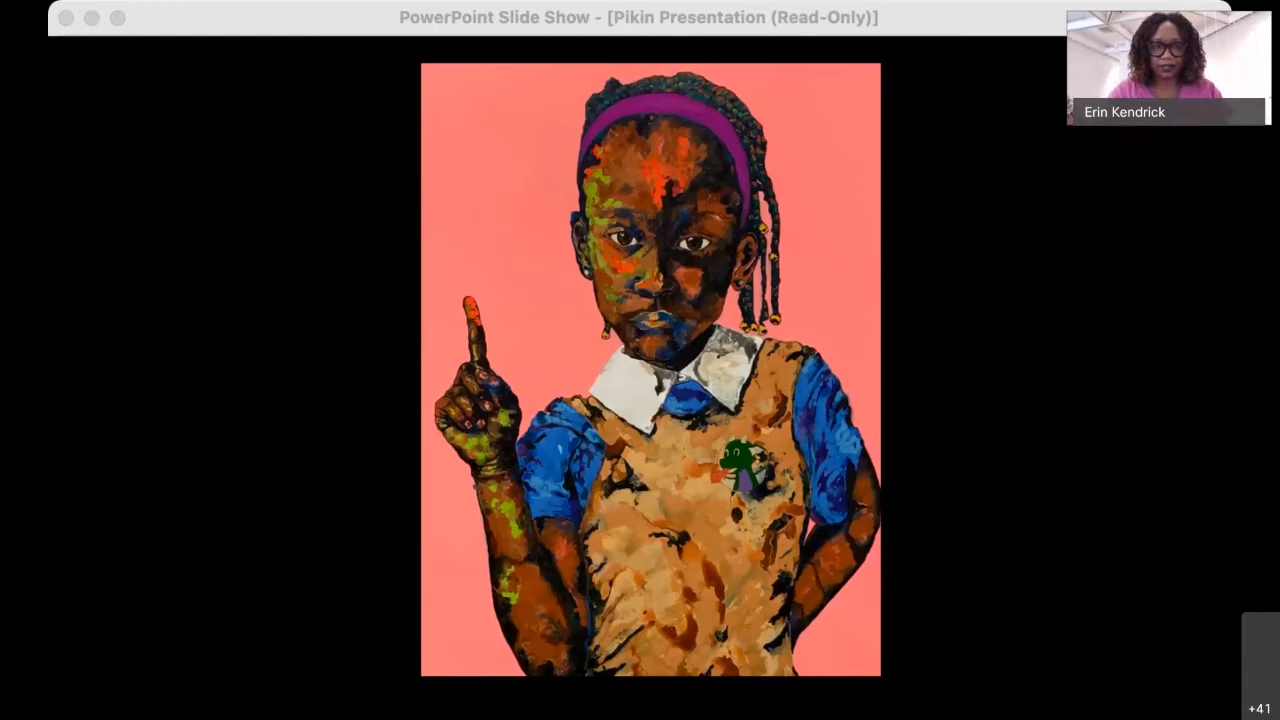 PowerPoint Slide Show - [Pikin Presentation (Read-Only)]
Erin Kendrick
+41